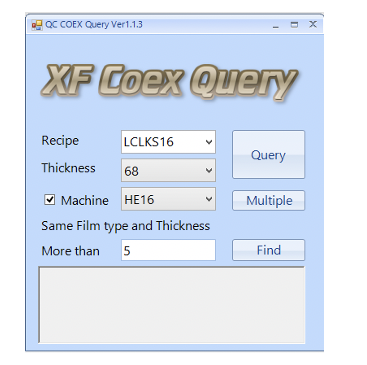 QC COEX Query Ver1.1.3
XF Coex Query
Recipe LCLKS16 Query
Thickness 68
Machine HE16 Multiple
Same Film type and Thickness
More than 5 Find